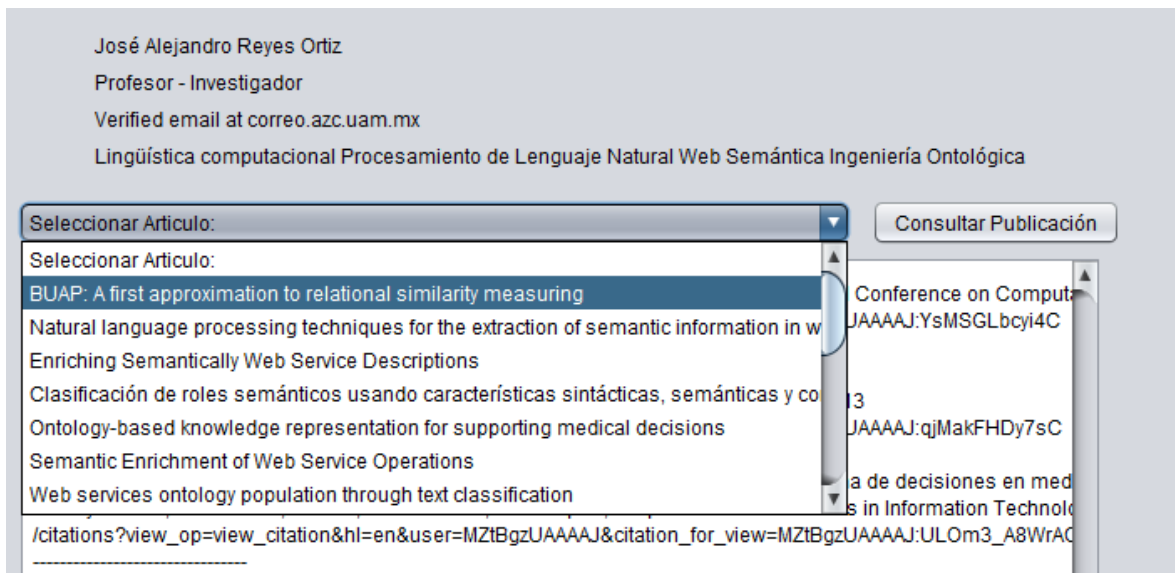 José Alejandro Reyes Ortiz
Profesor - Investigador
Verified email at correo.azc.uam.mx
Lingüística computacional Procesamiento de Lenguaje Natural Web Semántica Ingeniería Ontológica
Seleccionar Articulo:
Consultar Publicación
Seleccionar Articulo:
BUAP: A first approximation to relational similarity measuring
Conference on Computa
Natural language processing techniques for the extraction of semantic information in w
JAAAAJ:YsMSGLbcyi4C
Enriching Semantically Web Service Descriptions
Clasificación de roles semánticos usando características sintácticas, semánticas y co
13
Ontology-based knowledge representation for supporting medical decisions
JAAAAJ:qjMakFHDy7sC
Semantic Enrichment of Web Service Operations
a de decisiones en med
Web services ontology population through text classification
s in Information Technolo
/citations?view_op=view_citation&hl=en&user=MZtBgzUAAAAJ&citation_for_view=MZtBgzUAAAAJ:ULOm3_A8WrAC
--------------------------------